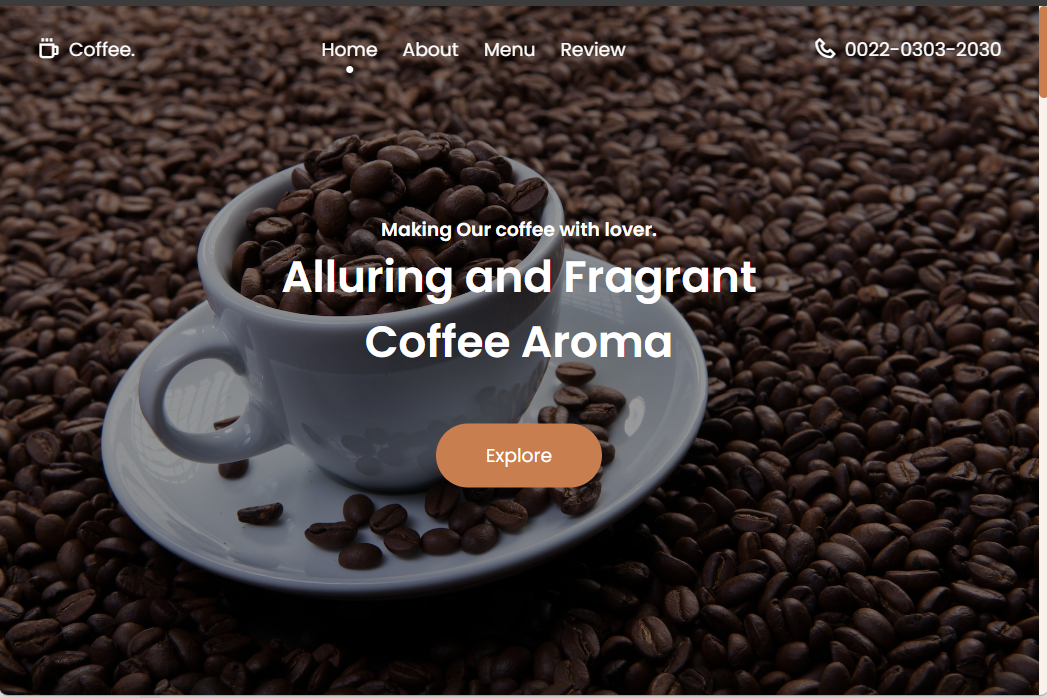 Coffee.
Home About Menu Review
0022-0303-2030
Making Our coffee with lover.
Alluring and Fragrant
Coffee Aroma
Explore